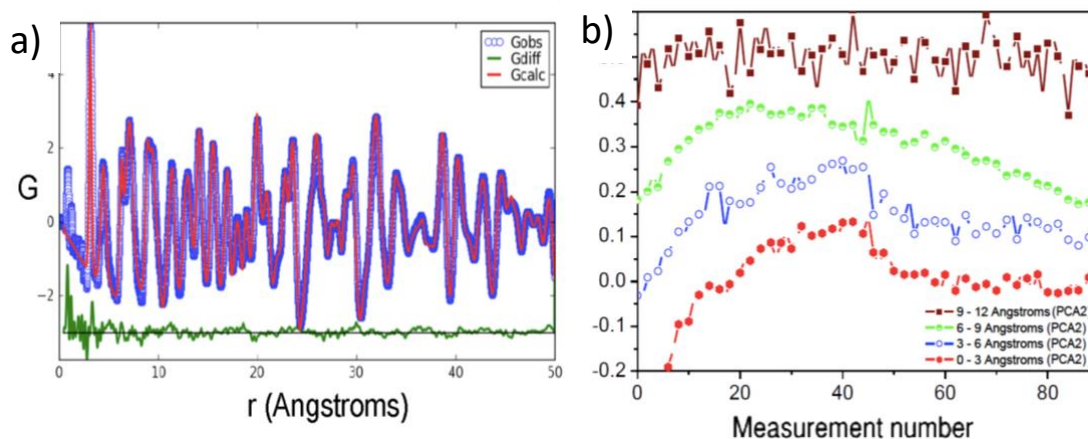 a)
Gobs
Gdiff
Gcalc
4
2
0
−2
G
0
10
20
30
40
50
r (Angstroms)
b)
0.4
0.3
0.2
0.1
0.0
-0.1
-0.2
9 - 12 Angstroms (PCA2)
6 - 9 Angstroms (PCA2)
3 - 6 Angstroms (PCA2)
0 - 3 Angstroms (PCA2)
0
20
40
60
80
Measurement number